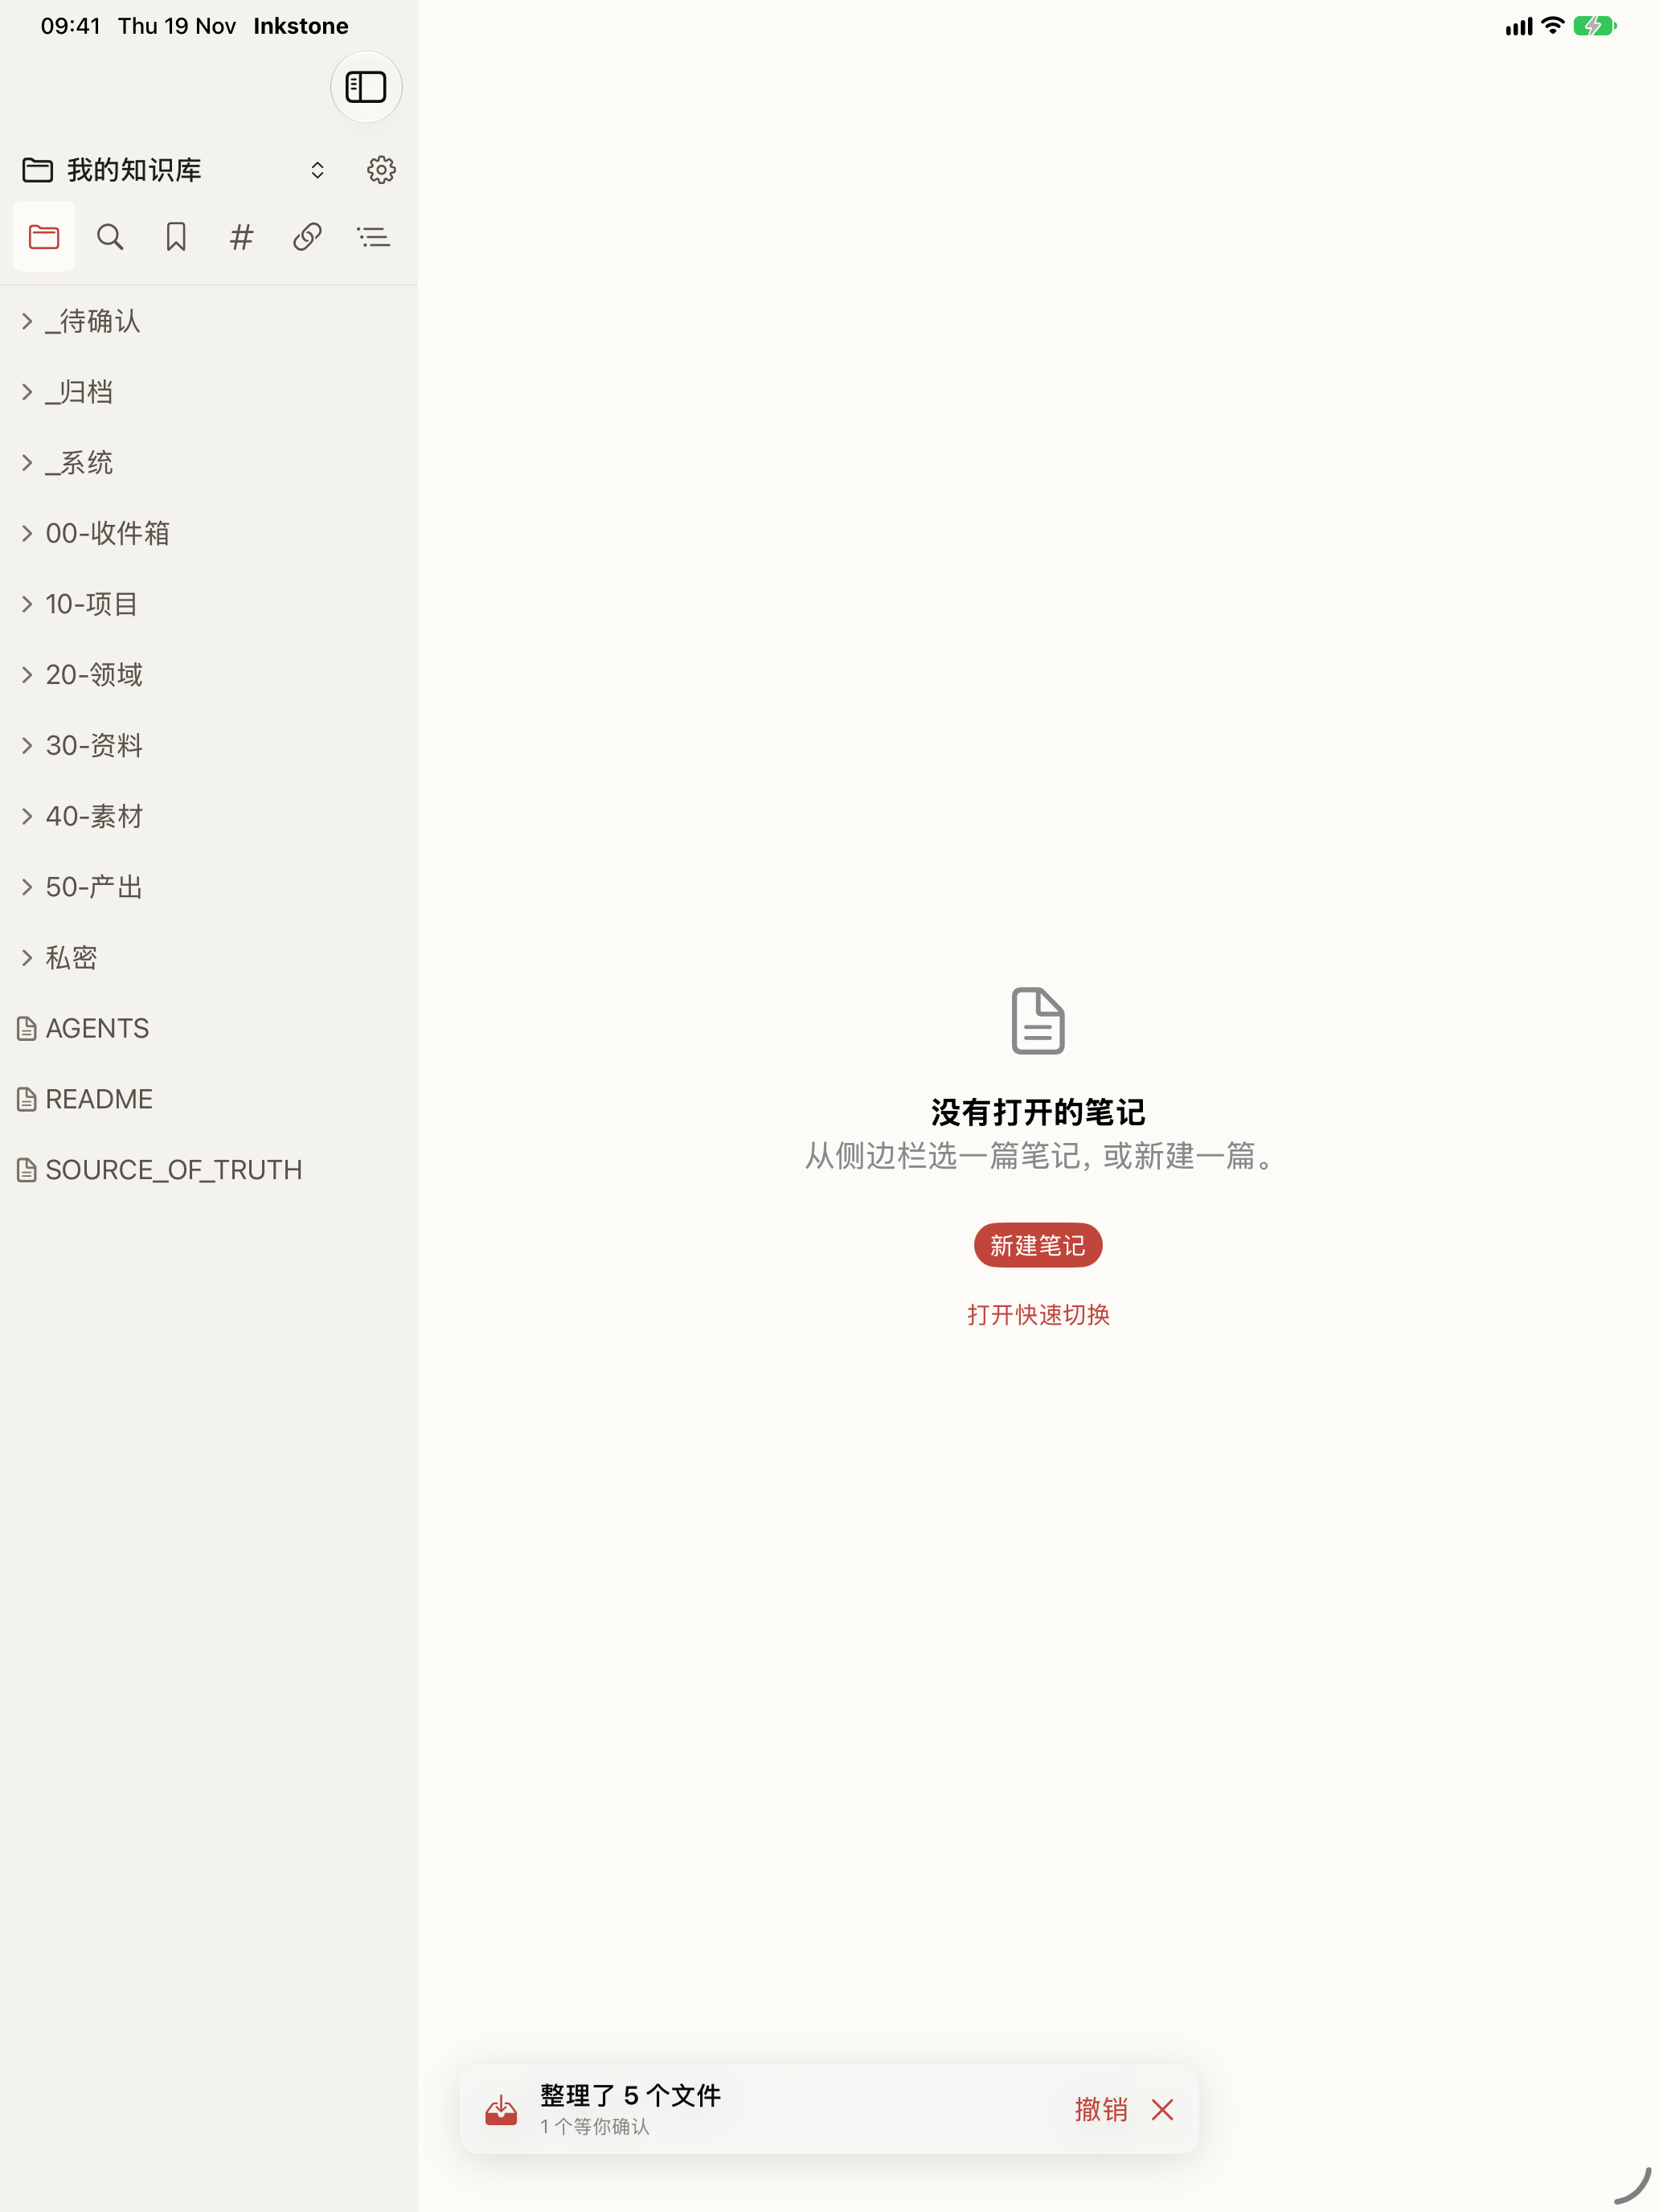 09:41 Thu 19 Nov Inkstone
我的知识库
#
_待确认
_归档
_系统
00-收件箱
10-项目
20-领域
30-资料
40-素材
50-产出
私密
AGENTS
README
SOURCE_OF_TRUTH
没有打开的笔记
从侧边栏选一篇笔记，或新建一篇。
新建笔记
打开快速切换
整理了 5 个文件
1 个等你确认
撤销